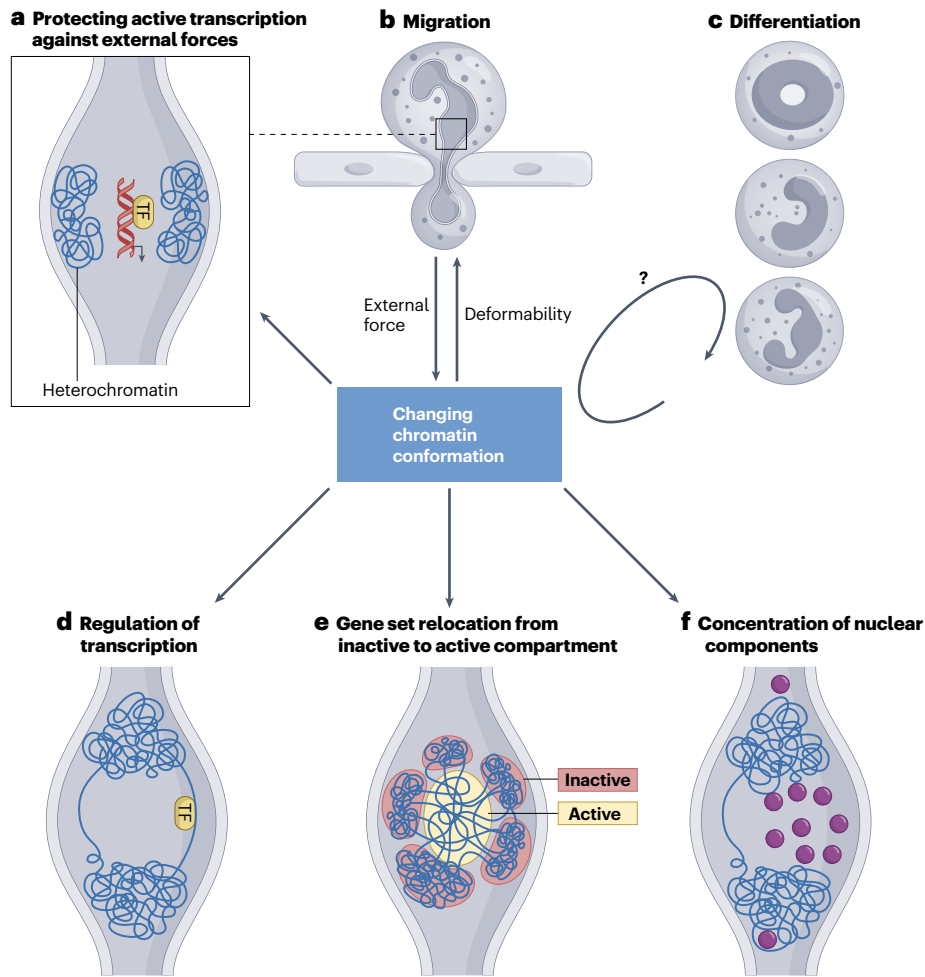 a Protecting active transcription
against external forces
TF
Heterochromatin
b Migration
c Differentiation
External
force
Deformability
?
Changing
chromatin
conformation
d Regulation of
transcription
TF
e Gene set relocation from
inactive to active compartment
Inactive
Active
f Concentration of nuclear
components